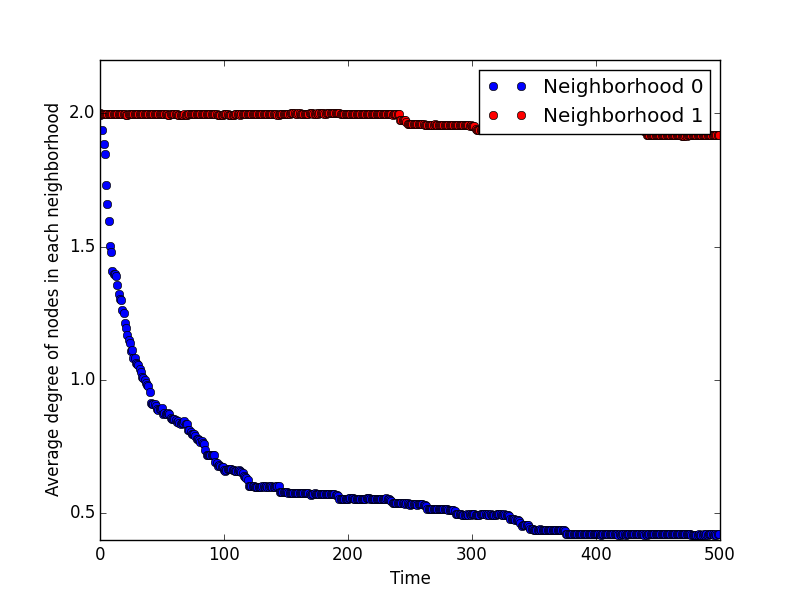 Neighborhood 0
Neighborhood 1
Average degree of nodes in each neighborhood
2.0
1.5
1.0
0.5
0 100 200 300 400 500
Time